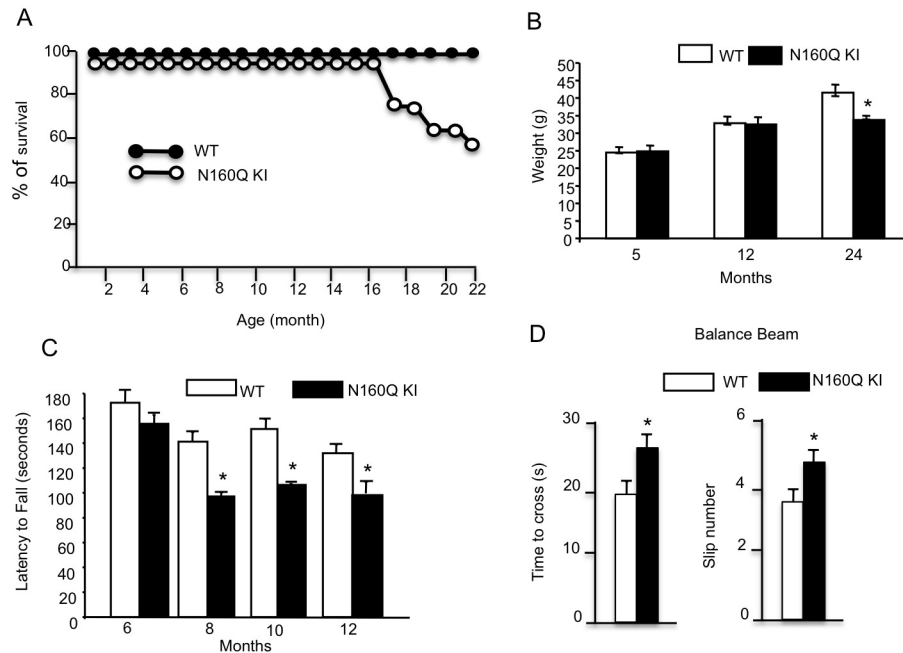 A
% of survival
100
80
60
40
20
0
WT
N160Q KI
2 4 6 8 10 12 14 16 18 20 22
Age (month)
B
WT N160Q KI
Weight (g)
50
45
40
35
30
25
20
15
10
5
0
*
5 12 24
Months
C
WT N160Q KI
Latency to Fall (seconds)
180
160
140
120
100
80
60
40
20
0
* * *
6 8 10 12
Months
D
Balance Beam
WT N160Q KI
Time to cross (s)
30
20
10
0
*
Slip number
6
4
2
0
*